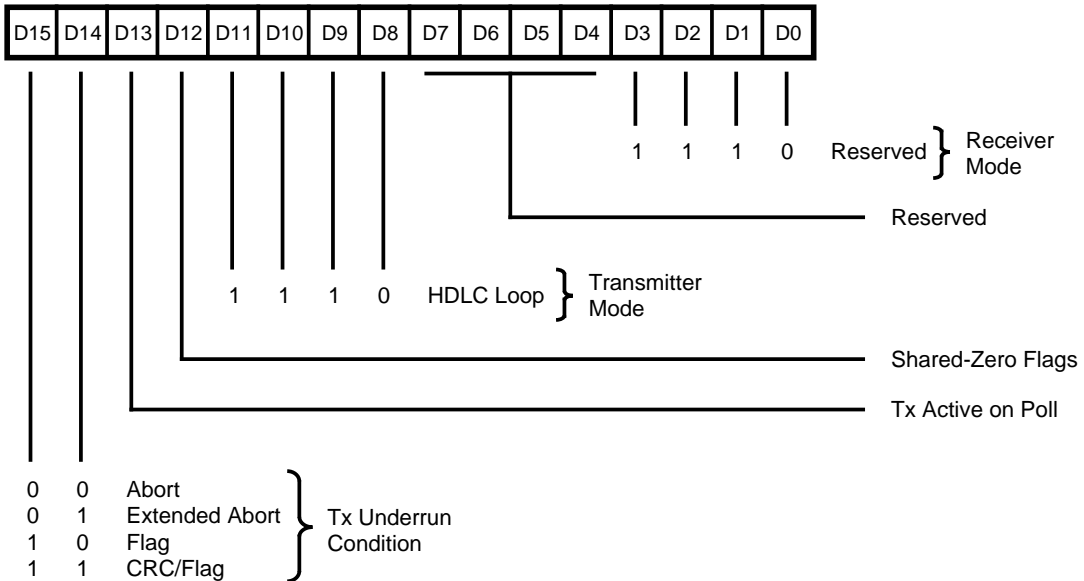 D15 D14 D13 D12 D11 D10 D9 D8 D7 D6 D5 D4 D3 D2 D1 D0
1 1 1 0 Reserved Receiver
Mode
Reserved
1 1 1 0 HDLC Loop Transmitter
Mode
Shared-Zero Flags
Tx Active on Poll
0 0 Abort
0 1 Extended Abort
1 0 Flag
1 1 CRC/Flag
Tx Underrun
Condition